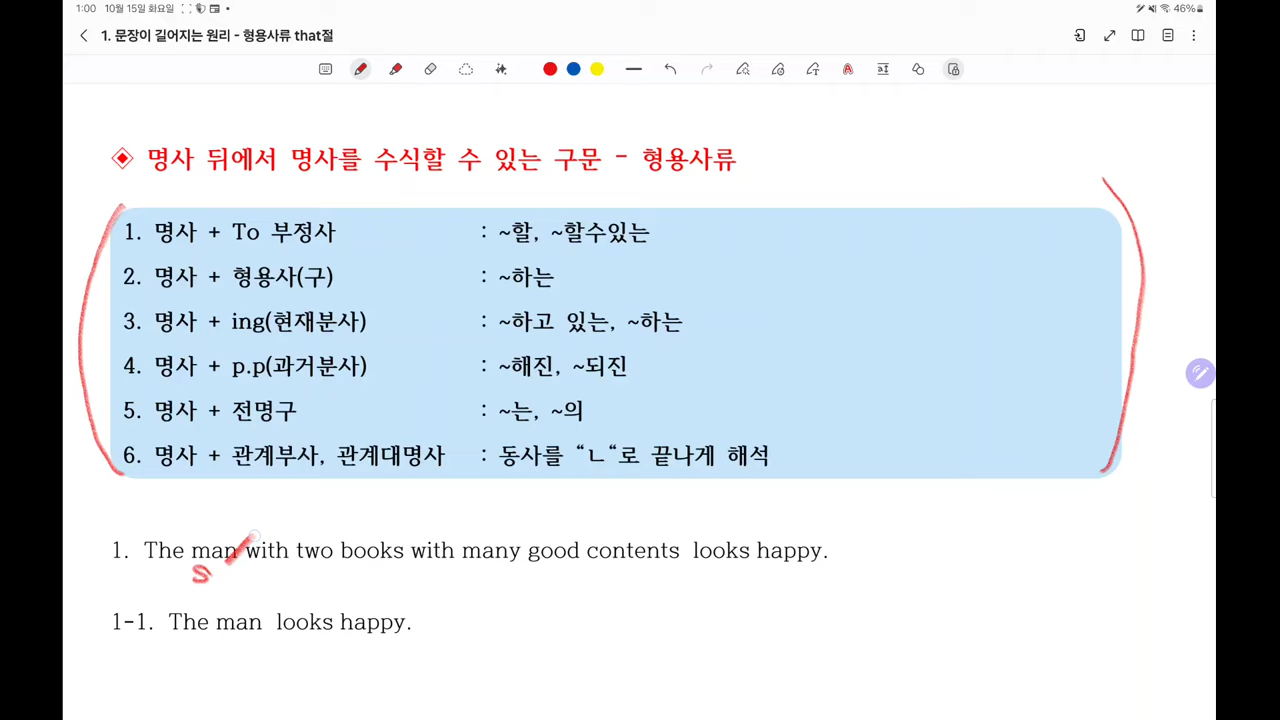 1:00 10월 15일 화요일 46%
1. 문장이 길어지는 원리 - 형용사류 that절
명사 뒤에서 명사를 수식할 수 있는 구문 - 형용사류
1. 명사 + To 부정사 : ~할, ~할수있는
2. 명사 + 형용사(구) : ~하는
3. 명사 + ing(현재분사) : ~하고 있는, ~하는
4. 명사 + p.p(과거분사) : ~해진, ~되진
5. 명사 + 전명구 : ~는, ~의
6. 명사 + 관계부사, 관계대명사 : 동사를 “ㄴ“로 끝나게 해석
1. The man with two books with many good contents looks happy.
S
1-1. The man looks happy.